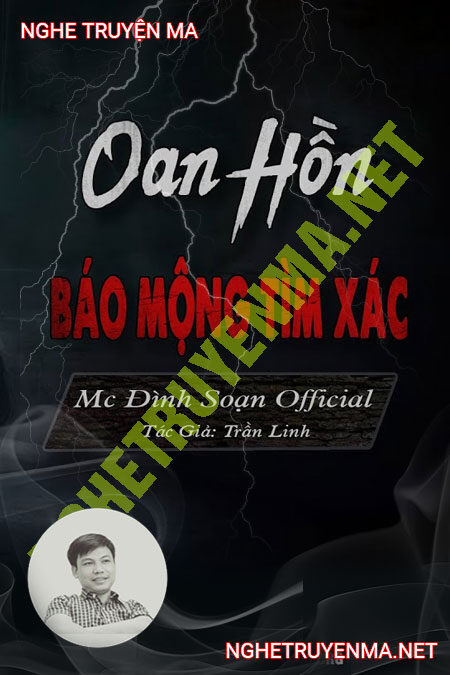 NGHE TRUYỆN MA
Oan Hồn
BÁO MỘNG TÌM XÁC
Mc Đình Soạn Official
Tác Giả: Trần Linh
NGHETRUYENMA.NET
NGHETRUYENMA.NET